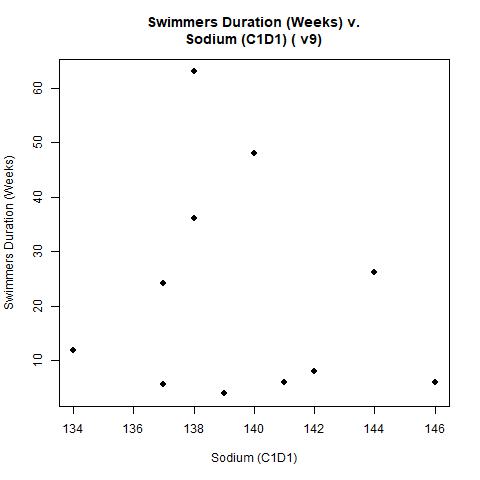 Swimmers Duration (Weeks) v.
Sodium (C1D1) ( v9)
Swimmers Duration (Weeks)
60
50
40
30
20
10
134 136 138 140 142 144 146
Sodium (C1D1)